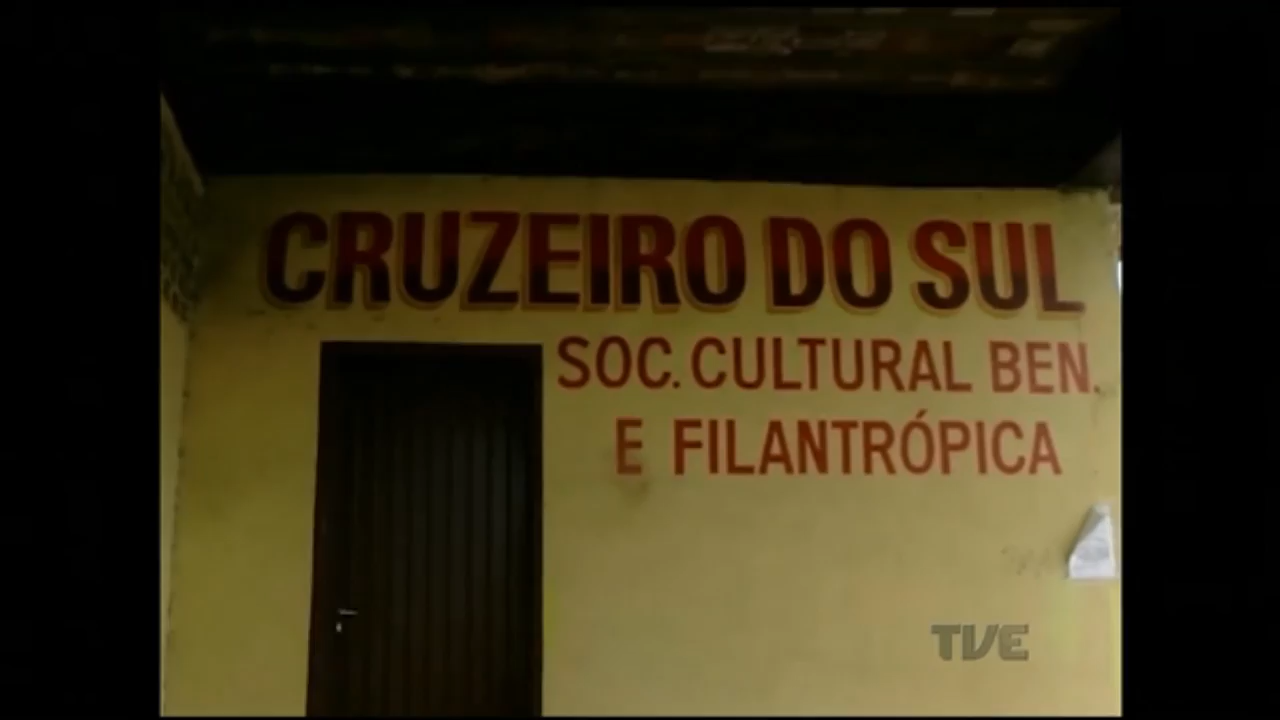 CRUZEIRO DO SUL
SOC. CULTURAL BEN.
E FILANTRÓPICA
TVE